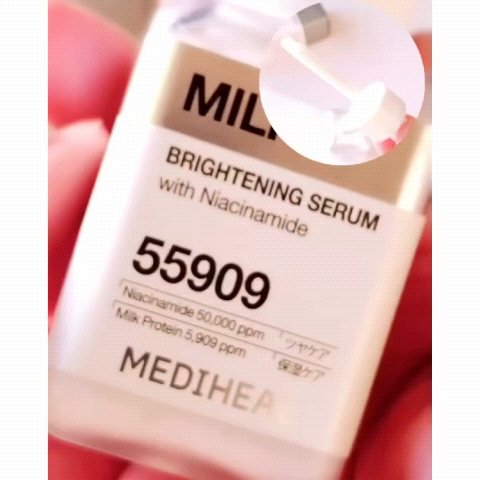 MIL
BRIGHTENING SERUM
with Niacinamide
55909
Niacinamide 50,000 ppm ツヤケア
Milk Protein 5,909 ppm 保湿ケア
MEDIHEA